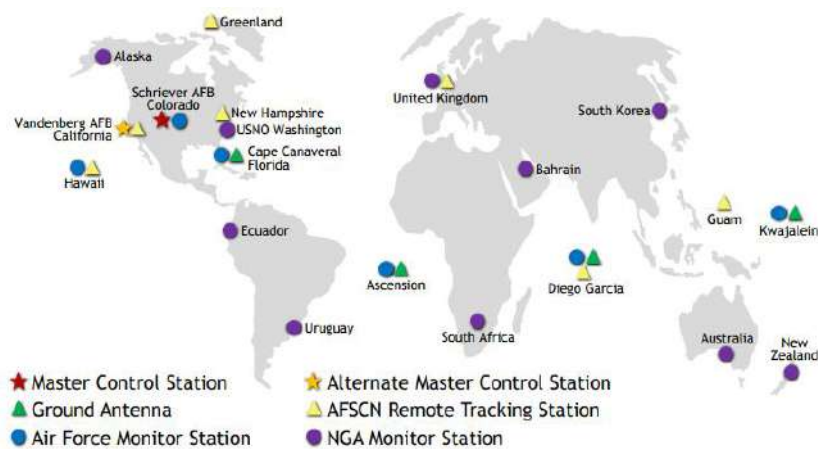 Greenland
Alaska
Schriever AFB
Colorado
Vandenberg AFB
California
New Hampshire
USNO Washington
Cape Canaveral
Florida
Hawaii
United Kingdom
South Korea
Bahrain
Guam
Kwajalein
Ecuador
Ascension
Diego Garcia
Uruguay
South Africa
Australia
New
Zealand
Master Control Station
Alternate Master Control Station
Ground Antenna
AFSCN Remote Tracking Station
Air Force Monitor Station
NGA Monitor Station